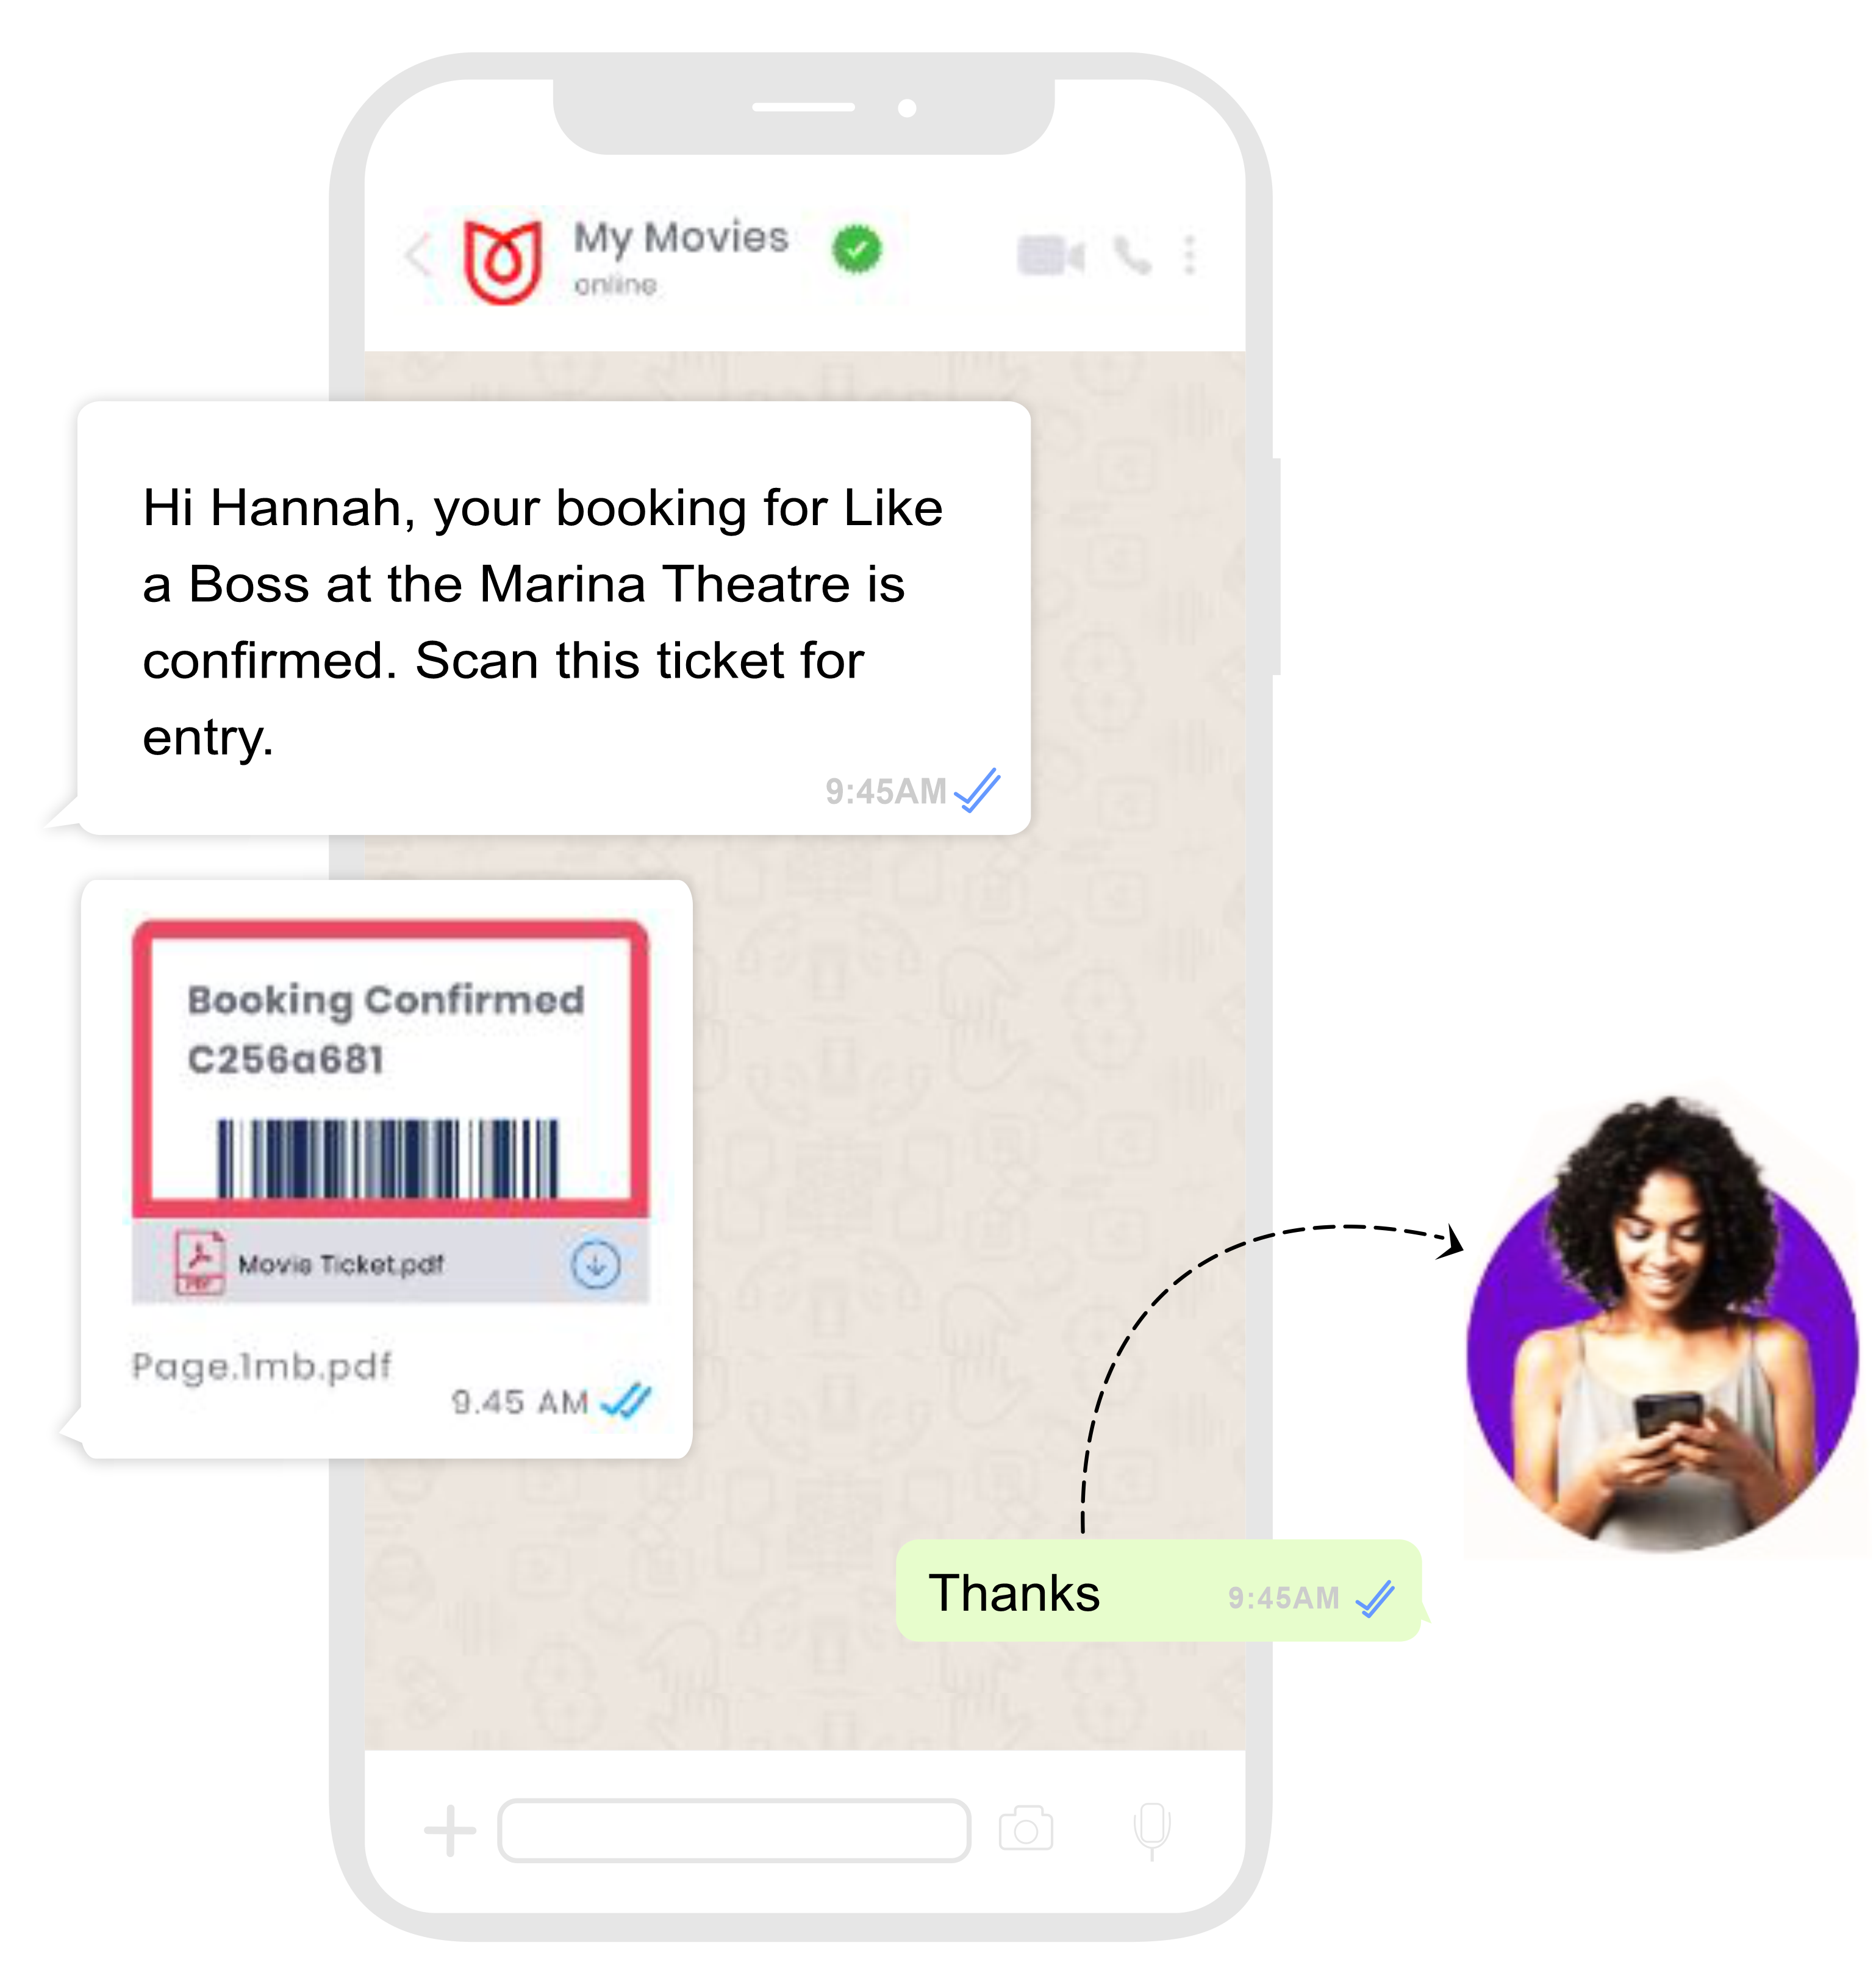 My Movies
online
Hi Hannah, your booking for Like
a Boss at the Marina Theatre is
confirmed. Scan this ticket for
entry.
9:45AM
Booking Confirmed
C256a681
PDF
Movie Ticket.pdf
Page.1mb.pdf
9.45 AM
Thanks
9:45AM